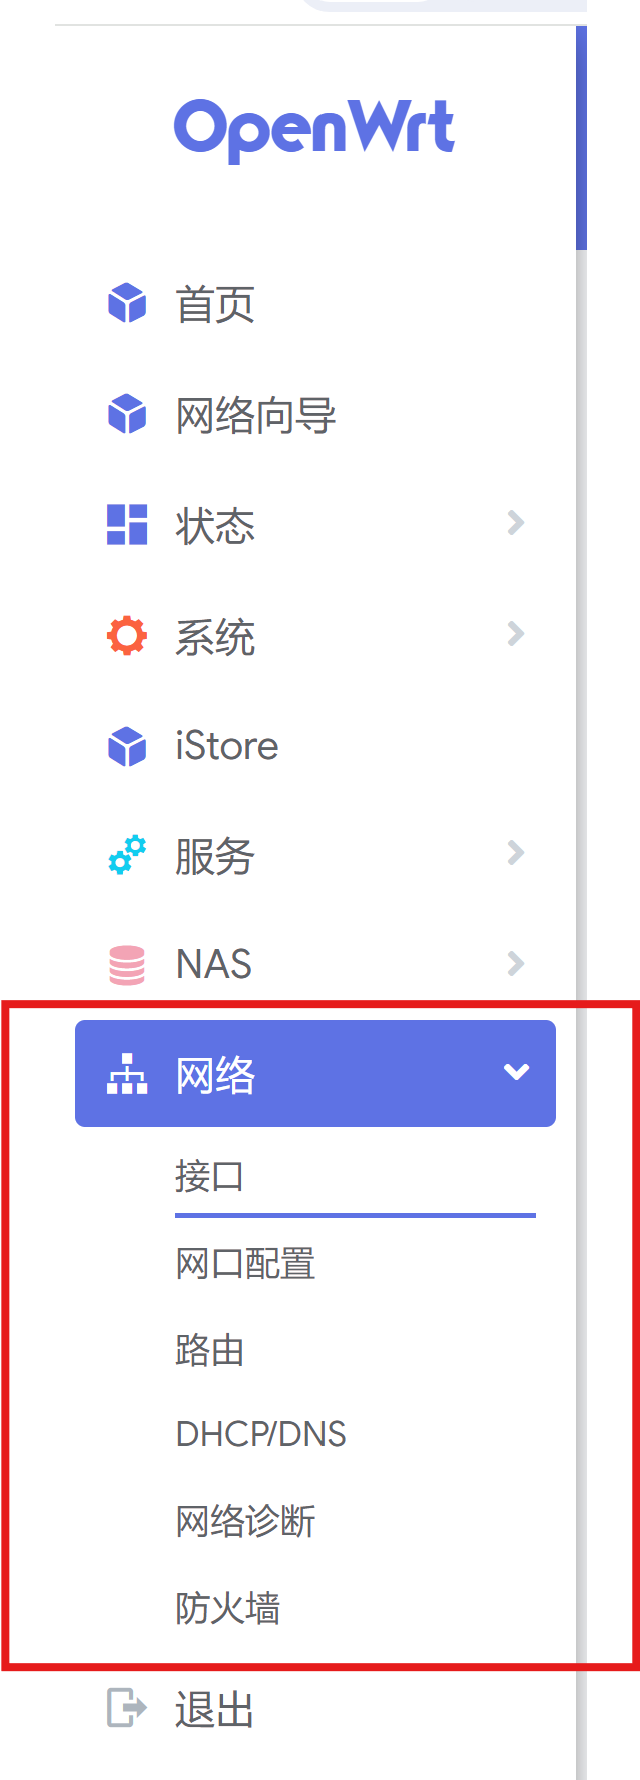 OpenWrt
首页
网络向导
状态
系统
iStore
服务
NAS
网络
接口
网口配置
路由
DHCP/DNS
网络诊断
防火墙
退出